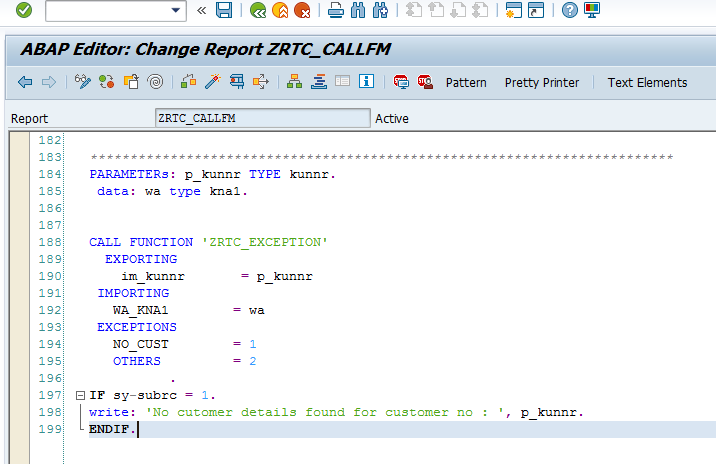 ABAP Editor: Change Report ZRTC_CALLFM
Pattern Pretty Printer Text Elements
Report ZRTC_CALLFM Active
182
183 *************************************************************************
184 PARAMETERs: p_kunnr TYPE kunnr.
185 data: wa type kna1.
186
187
188 CALL FUNCTION 'ZRTC_EXCEPTION'
189 EXPORTING
190 im_kunnr = p_kunnr
191 IMPORTING
192 WA_KNA1 = wa
193 EXCEPTIONS
194 NO_CUST = 1
195 OTHERS = 2
196 .
197 IF sy-subrc = 1.
198 write: 'No cutomer details found for customer no : ', p_kunnr.
199 ENDIF.